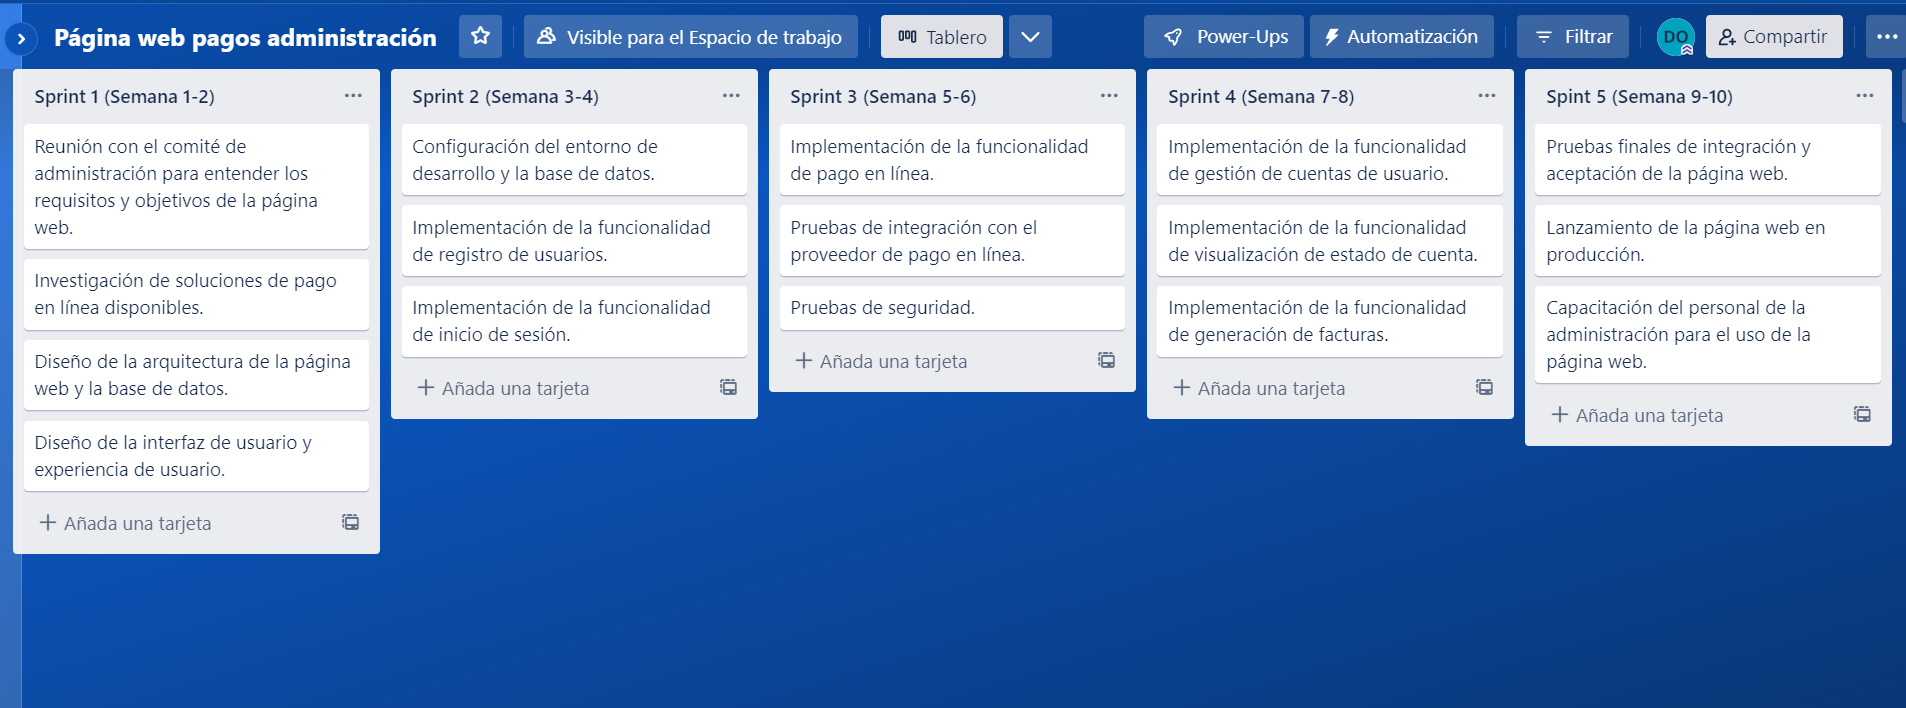 Página web pagos administración
Visible para el Espacio de trabajo
Tablero
Power-Ups
Automatización
Filtrar
DO
Compartir
Sprint 1 (Semana 1-2)
Reunión con el comité de
administración para entender los
requisitos y objetivos de la página
web.
Investigación de soluciones de pago
en línea disponibles.
Diseño de la arquitectura de la página
web y la base de datos.
Diseño de la interfaz de usuario y
experiencia de usuario.
Añada una tarjeta
Sprint 2 (Semana 3-4)
Configuración del entorno de
desarrollo y la base de datos.
Implementación de la funcionalidad
de registro de usuarios.
Implementación de la funcionalidad
de inicio de sesión.
Añada una tarjeta
Sprint 3 (Semana 5-6)
Implementación de la funcionalidad
de pago en línea.
Pruebas de integración con el
proveedor de pago en línea.
Pruebas de seguridad.
Añada una tarjeta
Sprint 4 (Semana 7-8)
Implementación de la funcionalidad
de gestión de cuentas de usuario.
Implementación de la funcionalidad
de visualización de estado de cuenta.
Implementación de la funcionalidad
de generación de facturas.
Añada una tarjeta
Spint 5 (Semana 9-10)
Pruebas finales de integración y
aceptación de la página web.
Lanzamiento de la página web en
producción.
Capacitación del personal de la
administración para el uso de la
página web.
Añada una tarjeta